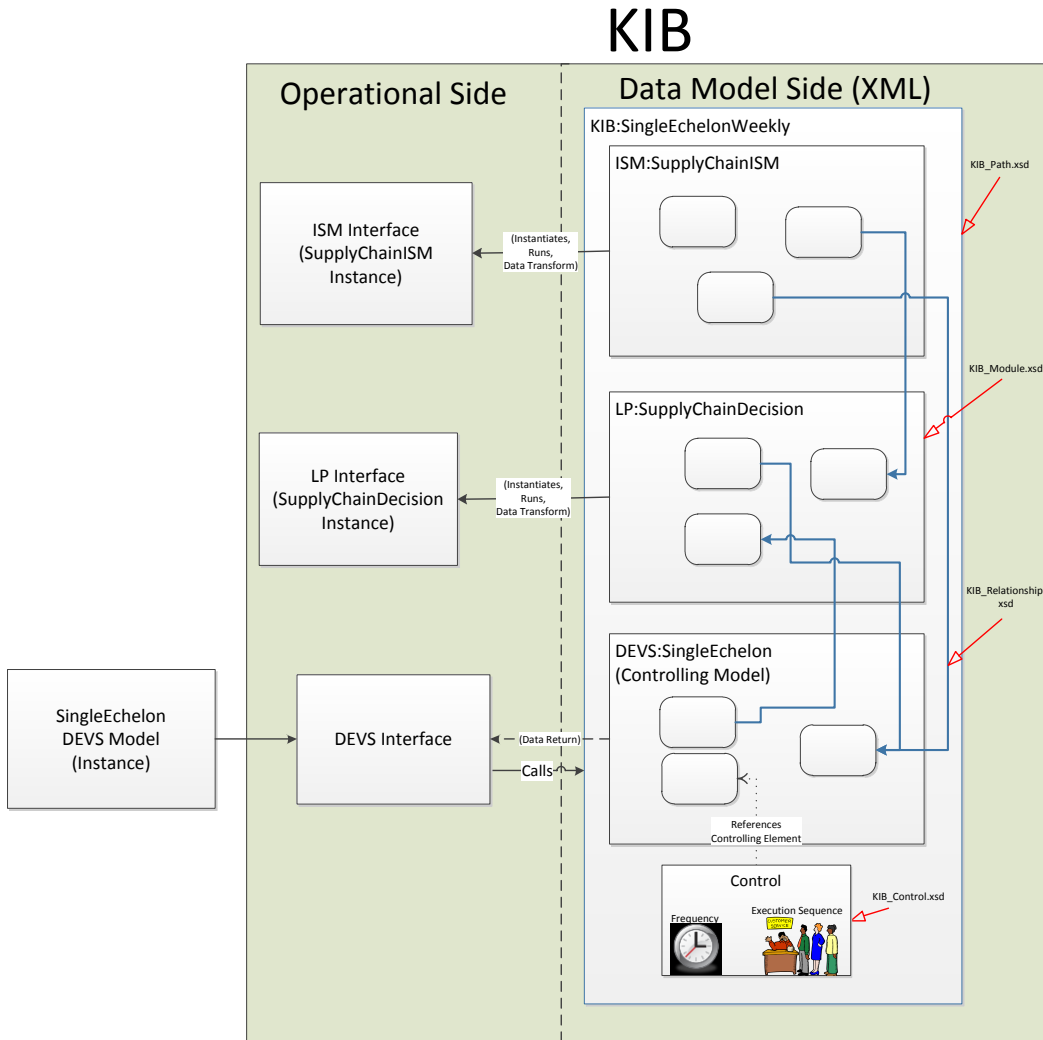 KIB
Operational Side
Data Model Side (XML)
KIB:SingleEchelonWeekly
ISM:SupplyChainISM
KIB_Path.xsd
ISM Interface
(SupplyChainISM
Instance)
(Instantiates,
Runs,
Data Transform)
KIB_Module.xsd
LP:SupplyChainDecision
LP Interface
(SupplyChainDecision
Instance)
(Instantiates,
Runs,
Data Transform)
KIB_Relationship.
xsd
DEVS:SingleEchelon
(Controlling Model)
SingleEchelon
DEVS Model
(Instance)
DEVS Interface
(Data Return)
Calls
References
Controlling Element
Control
KIB_Control.xsd
Frequency
Execution Sequence
CUSTOMER
SERVICE